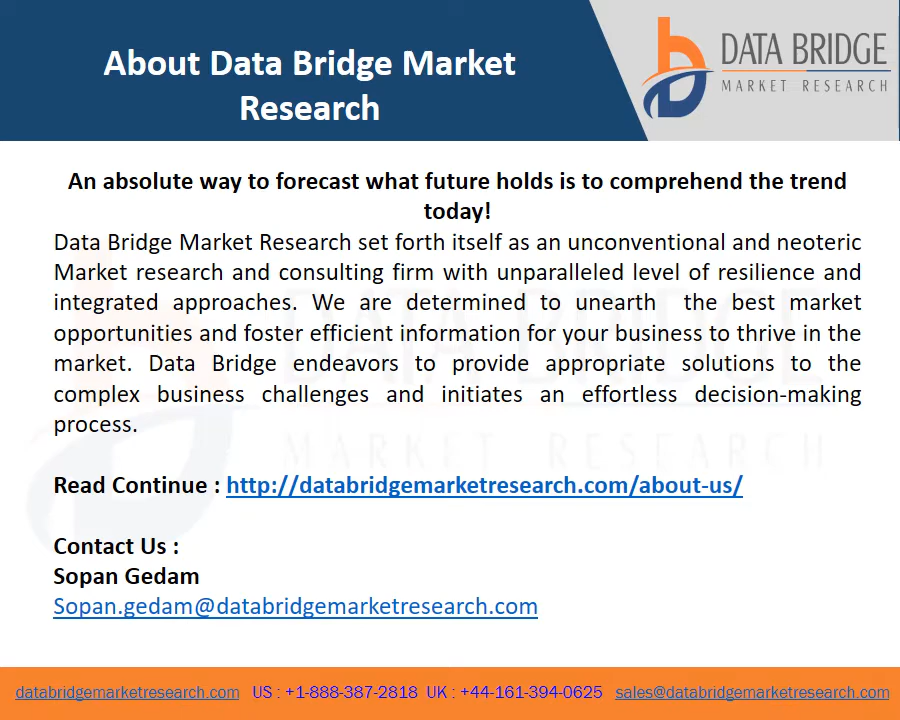 About Data Bridge Market
Research
DATA BRIDGE
MARKET RESEARCH
An absolute way to forecast what future holds is to comprehend the trend
today!
Data Bridge Market Research set forth itself as an unconventional and neoteric
Market research and consulting firm with unparalleled level of resilience and
integrated approaches. We are determined to unearth the best market
opportunities and foster efficient information for your business to thrive in the
market. Data Bridge endeavors to provide appropriate solutions to the
complex business challenges and initiates an effortless decision-making
process.
DATA BRIDGE
MARKET RESEARCH
Read Continue : http://databridgemarketresearch.com/about-us/
Contact Us :
Sopan Gedam
Sopan.gedam@databridgemarketresearch.com
databridgemarketresearch.com US : +1-888-387-2818 UK : +44-161-394-0625 sales@databridgemarketresearch.com